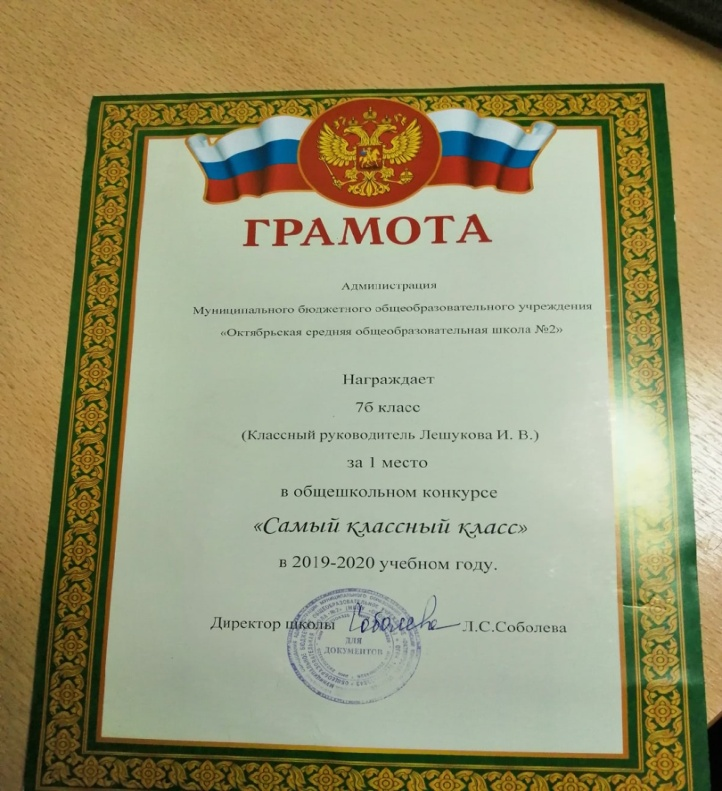 ГРАМОТА
Администрация
Муниципального бюджетного общеобразовательного учреждения
«Октябрьская средняя общеобразовательная школа №2»
Награждает
7б класс
(Классный руководитель Лешукова И. В.)
за 1 место
в общешкольном конкурсе
«Самый классный класс»
в 2019-2020 учебном году.
Директор школы Соболева Л.С.Соболева
ДЛЯ
ДОКУМЕНТОВ